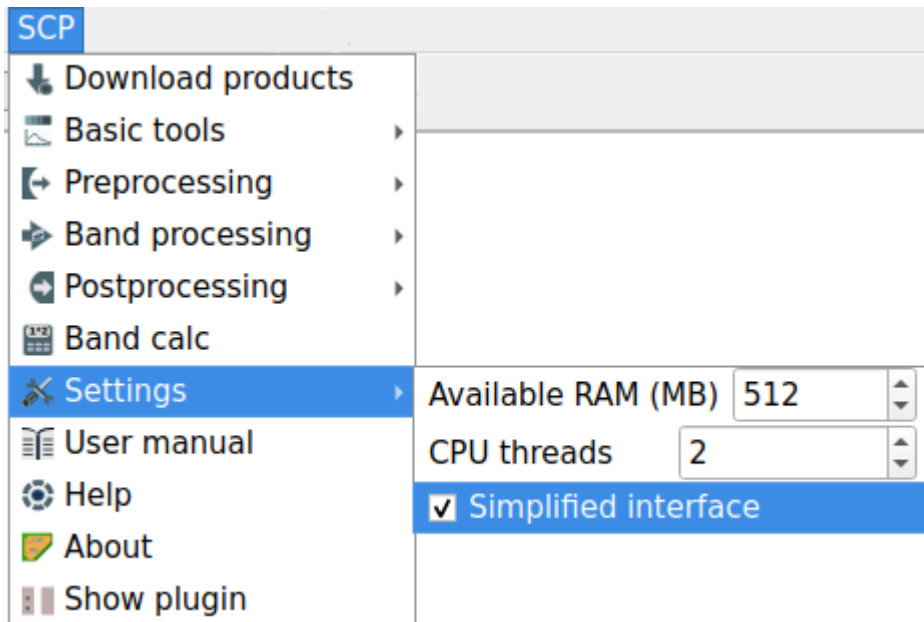 SCP
Download products
Basic tools
Preprocessing
Band processing
Postprocessing
Band calc
Settings
Available RAM (MB) 512
CPU threads 2
Simplified interface
User manual
Help
About
Show plugin